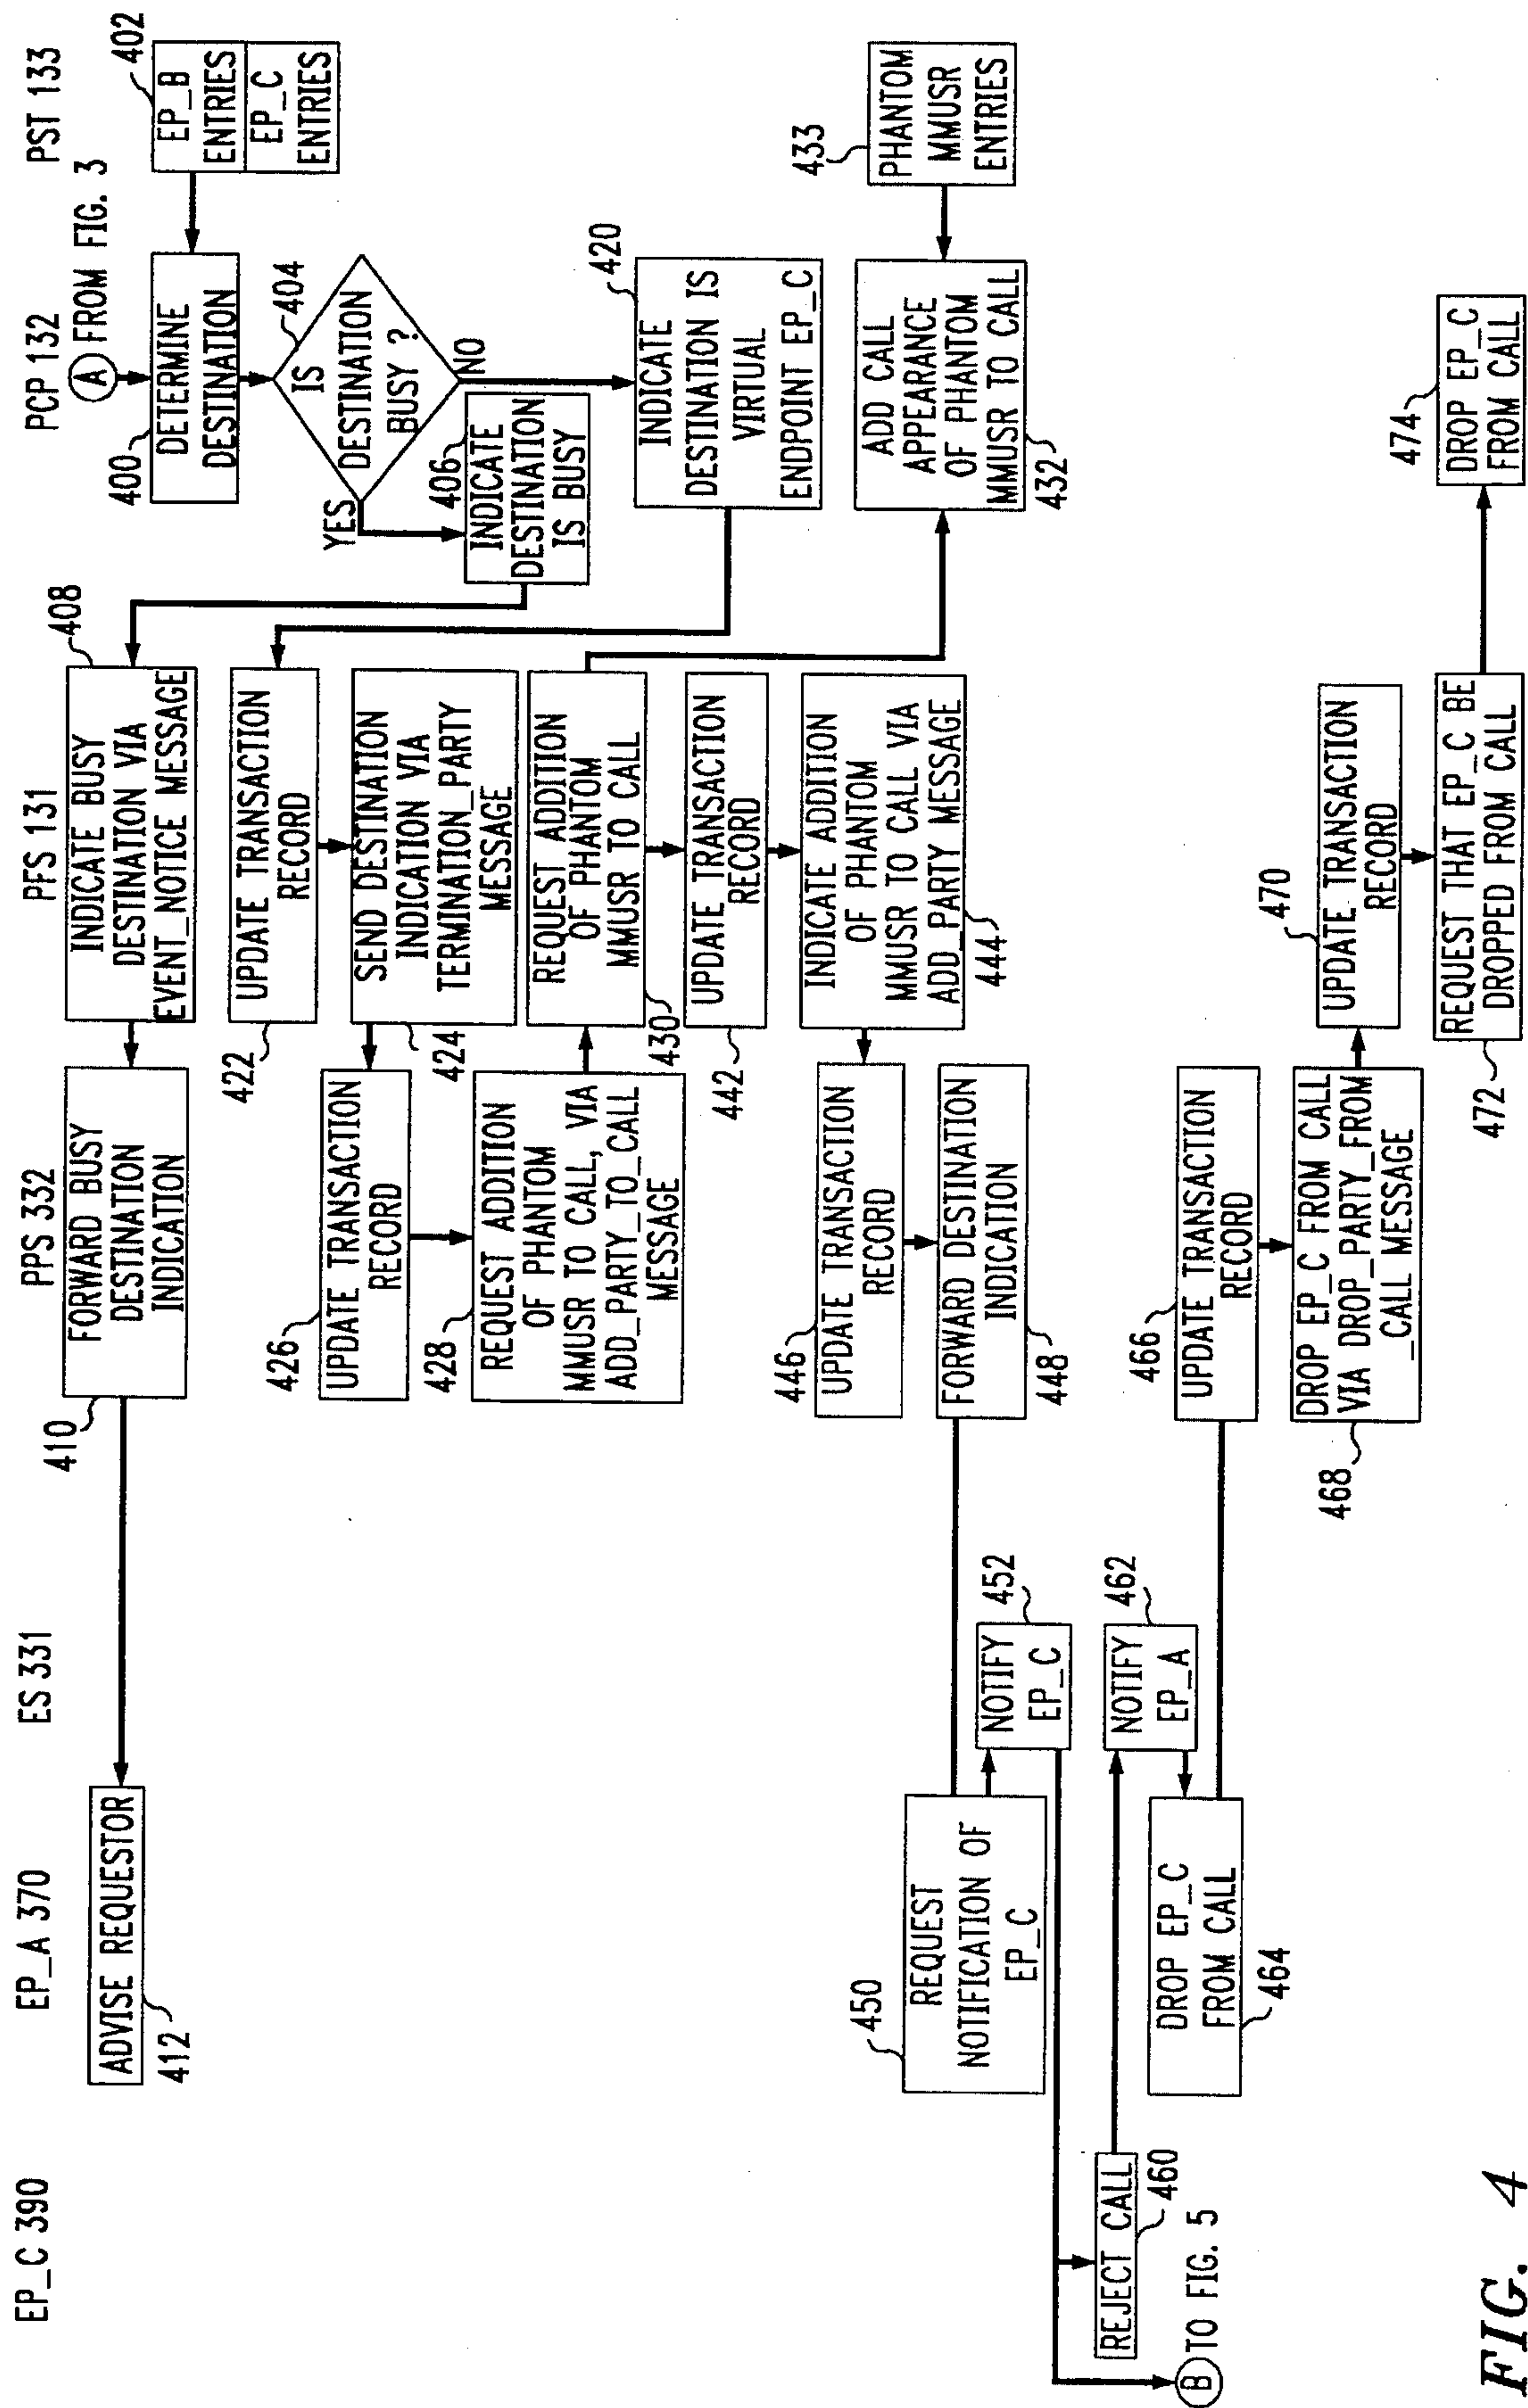 EP_C 390
EP_A 370
ES 331
PPS 332
PFS 131
PCP 132
PST 133
A
FROM FIG. 3
400
DETERMINE
DESTINATION
402
EP_B
ENTRIES
EP_C
ENTRIES
404
IS
DESTINATION
BUSY ?
YES
NO
406
INDICATE
DESTINATION
IS BUSY
408
INDICATE BUSY
DESTINATION VIA
EVENT_NOTICE MESSAGE
410
FORWARD BUSY
DESTINATION
INDICATION
412
ADVISE REQUESTOR
420
INDICATE
DESTINATION IS
VIRTUAL
ENDPOINT EP_C
422
UPDATE TRANSACTION
RECORD
424
SEND DESTINATION
INDICATION VIA
TERMINATION_PARTY
MESSAGE
426
UPDATE TRANSACTION
RECORD
428
REQUEST ADDITION
OF PHANTOM
MMUSR TO CALL, VIA
ADD_PARTY_TO_CALL
MESSAGE
430
REQUEST ADDITION
OF PHANTOM
MMUSR TO CALL
432
ADD CALL
APPEARANCE
OF PHANTOM
MMUSR TO CALL
433
PHANTOM
MMUSR
ENTRIES
442
UPDATE TRANSACTION
RECORD
444
INDICATE ADDITION
OF PHANTOM
MMUSR TO CALL VIA
ADD_PARTY MESSAGE
446
UPDATE TRANSACTION
RECORD
448
FORWARD DESTINATION
INDICATION
450
REQUEST
NOTIFICATION OF
EP_C
452
NOTIFY
EP_C
460
REJECT CALL
B
TO FIG. 5
462
NOTIFY
EP_A
464
DROP EP_C
FROM CALL
466
UPDATE TRANSACTION
RECORD
468
DROP EP_C FROM CALL
VIA DROP_PARTY_FROM
_CALL MESSAGE
470
UPDATE TRANSACTION
RECORD
472
REQUEST THAT EP_C BE
DROPPED FROM CALL
474
DROP EP_C
FROM CALL
FIG. 4